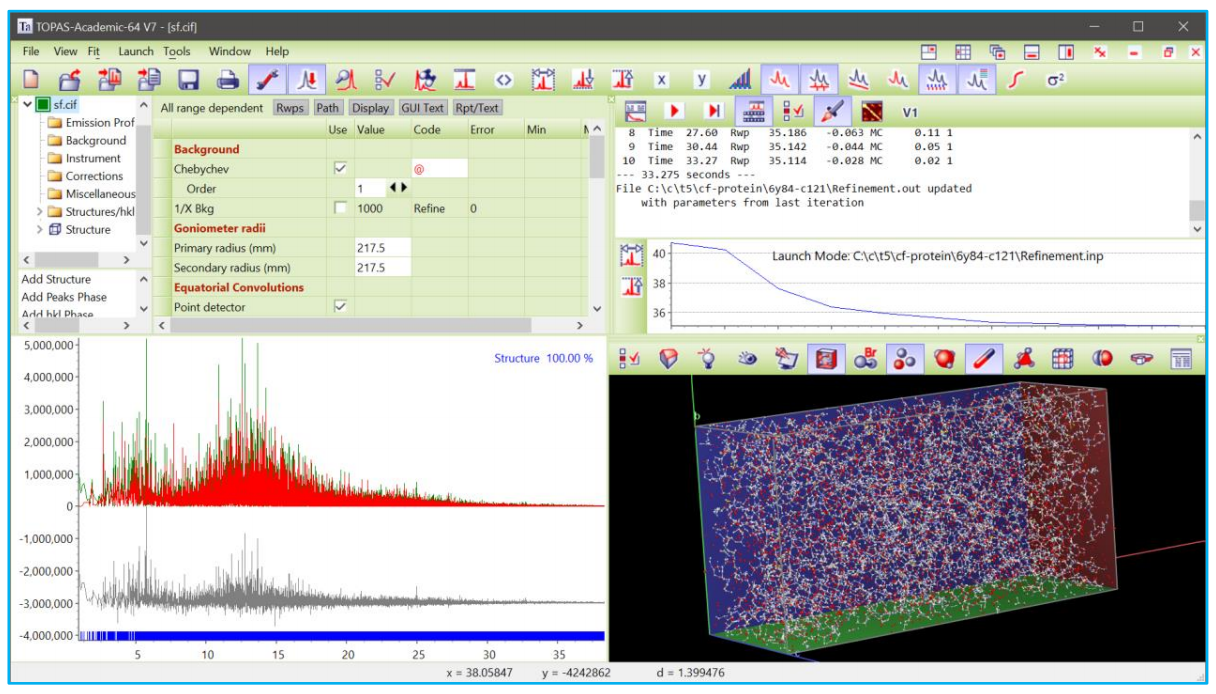 Ta TOPAS-Academic-64 V7 - [sf.cif]
File View Fit Launch Tools Window Help
x y σ²
sf.cif
Emission Prof
Background
Instrument
Corrections
Miscellaneous
Structures/hkl
Structure
Add Structure
Add Peaks Phase
Add hkl Phase
All range dependent Rwps Path Display GUI Text Rpt/Text
Use Value Code Error Min
Background
Chebychev @
Order 1
1/X Bkg 1000 Refine 0
Goniometer radii
Primary radius (mm) 217.5
Secondary radius (mm) 217.5
Equatorial Convolutions
Point detector
V1
8 Time 27.60 Rwp 35.186 -0.063 MC 0.11 1
9 Time 30.44 Rwp 35.142 -0.044 MC 0.05 1
10 Time 33.27 Rwp 35.114 -0.028 MC 0.02 1
--- 33.275 seconds ---
File C:\c\t5\cf-protein\6y84-c121\Refinement.out updated
with parameters from last iteration
Launch Mode: C:\c\t5\cf-protein\6y84-c121\Refinement.inp
40
38
36
Structure 100.00 %
5,000,000
4,000,000
3,000,000
2,000,000
1,000,000
0
-1,000,000
-2,000,000
-3,000,000
-4,000,000
5 10 15 20 25 30 35
Br
b
x = 38.05847 y = -4242862 d = 1.399476